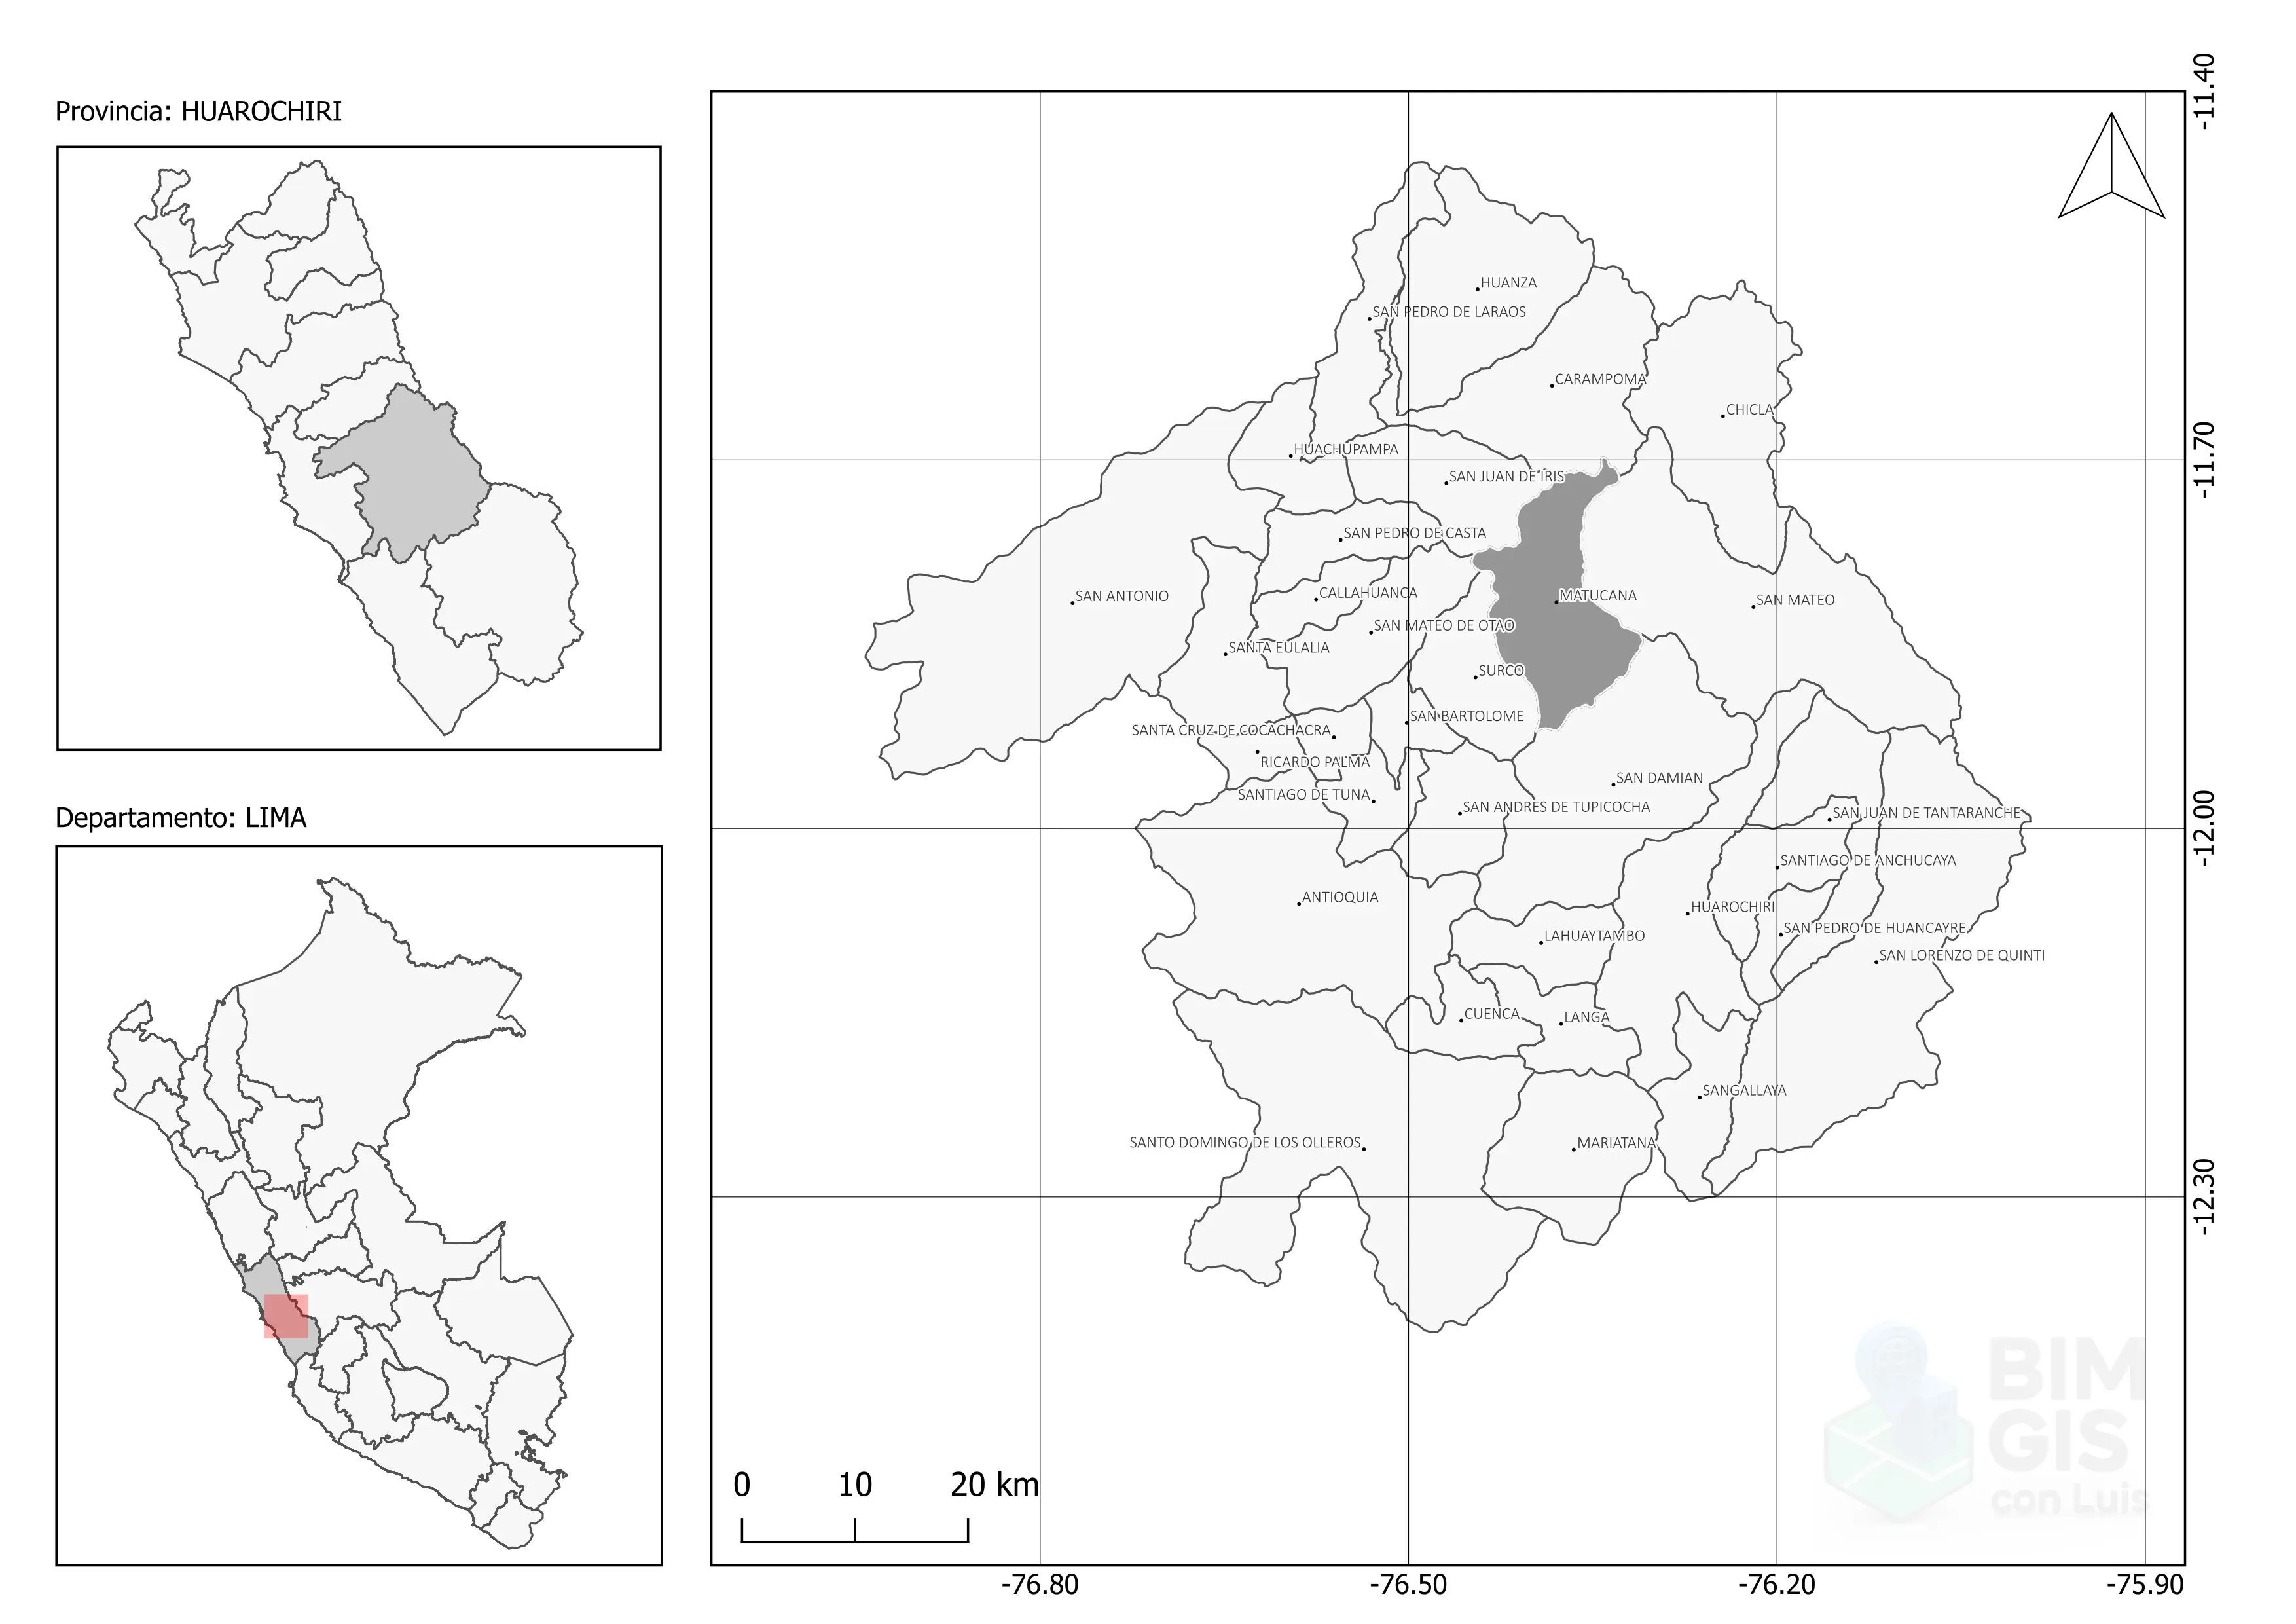 Provincia: HUAROCHIRI
Departamento: LIMA
-11.40
HUANZA
SAN PEDRO DE LARAOS
CARAMPOMA
CHICLA
HUACHUPAMPA
-11.70
SAN JUAN DE IRIS
SAN PEDRO DE CASTA
SAN ANTONIO
CALLAHUANCA
MATUCANA
SAN MATEO
SAN MATEO DE OTAO
SANTA EULALIA
SURCO
SAN BARTOLOME
SANTA CRUZ DE COCACHACRA
RICARDO PALMA
SAN DAMIAN
SANTIAGO DE TUNA
SAN ANDRES DE TUPICOCHA
SAN JUAN DE TANTARANCHE
-12.00
SANTIAGO DE ANCHUCAYA
ANTIOQUIA
HUAROCHIRI
LAHUAYTAMBO
SAN PEDRO DE HUANCAYRE
SAN LORENZO DE QUINTI
CUENCA
LANGA
SANGALLAYA
SANTO DOMINGO DE LOS OLLEROS
MARIATANA
-12.30
BIM
GIS
con Luis
0 10 20 km
-76.80 -76.50 -76.20 -75.90